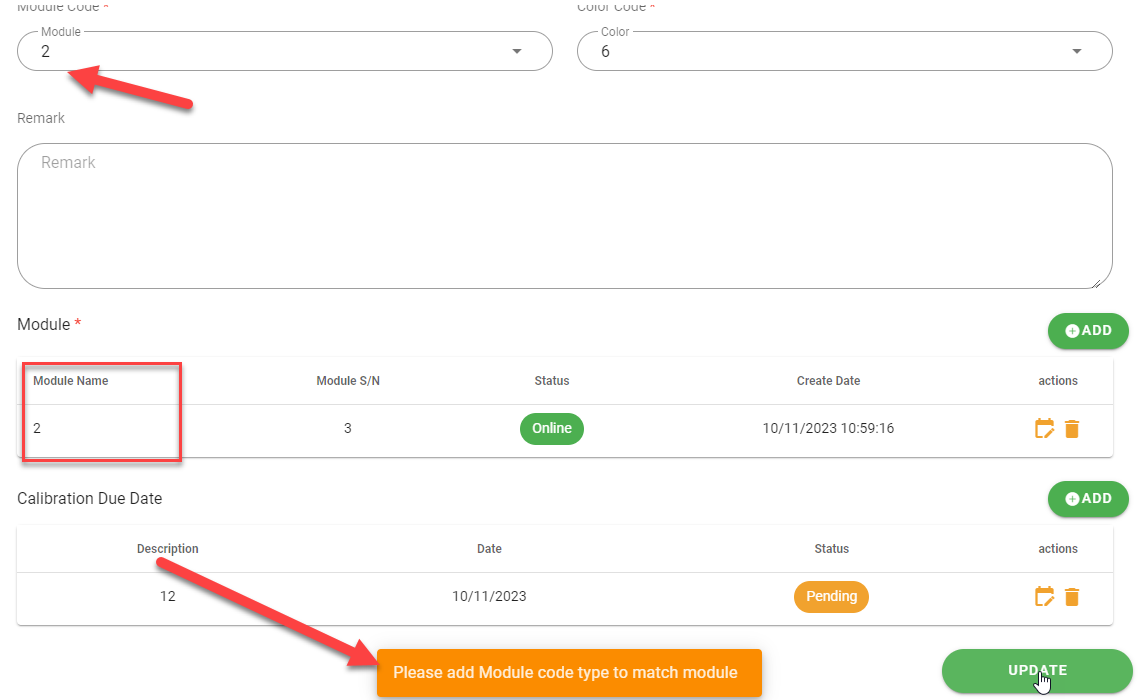 Module Code *
Color Code *
Module
2
Color
6
Remark
Remark
Module *
ADD
Module Name Module S/N Status Create Date actions
2 3 Online 10/11/2023 10:59:16
Calibration Due Date
ADD
Description Date Status actions
12 10/11/2023 Pending
Please add Module code type to match module
UPDATE